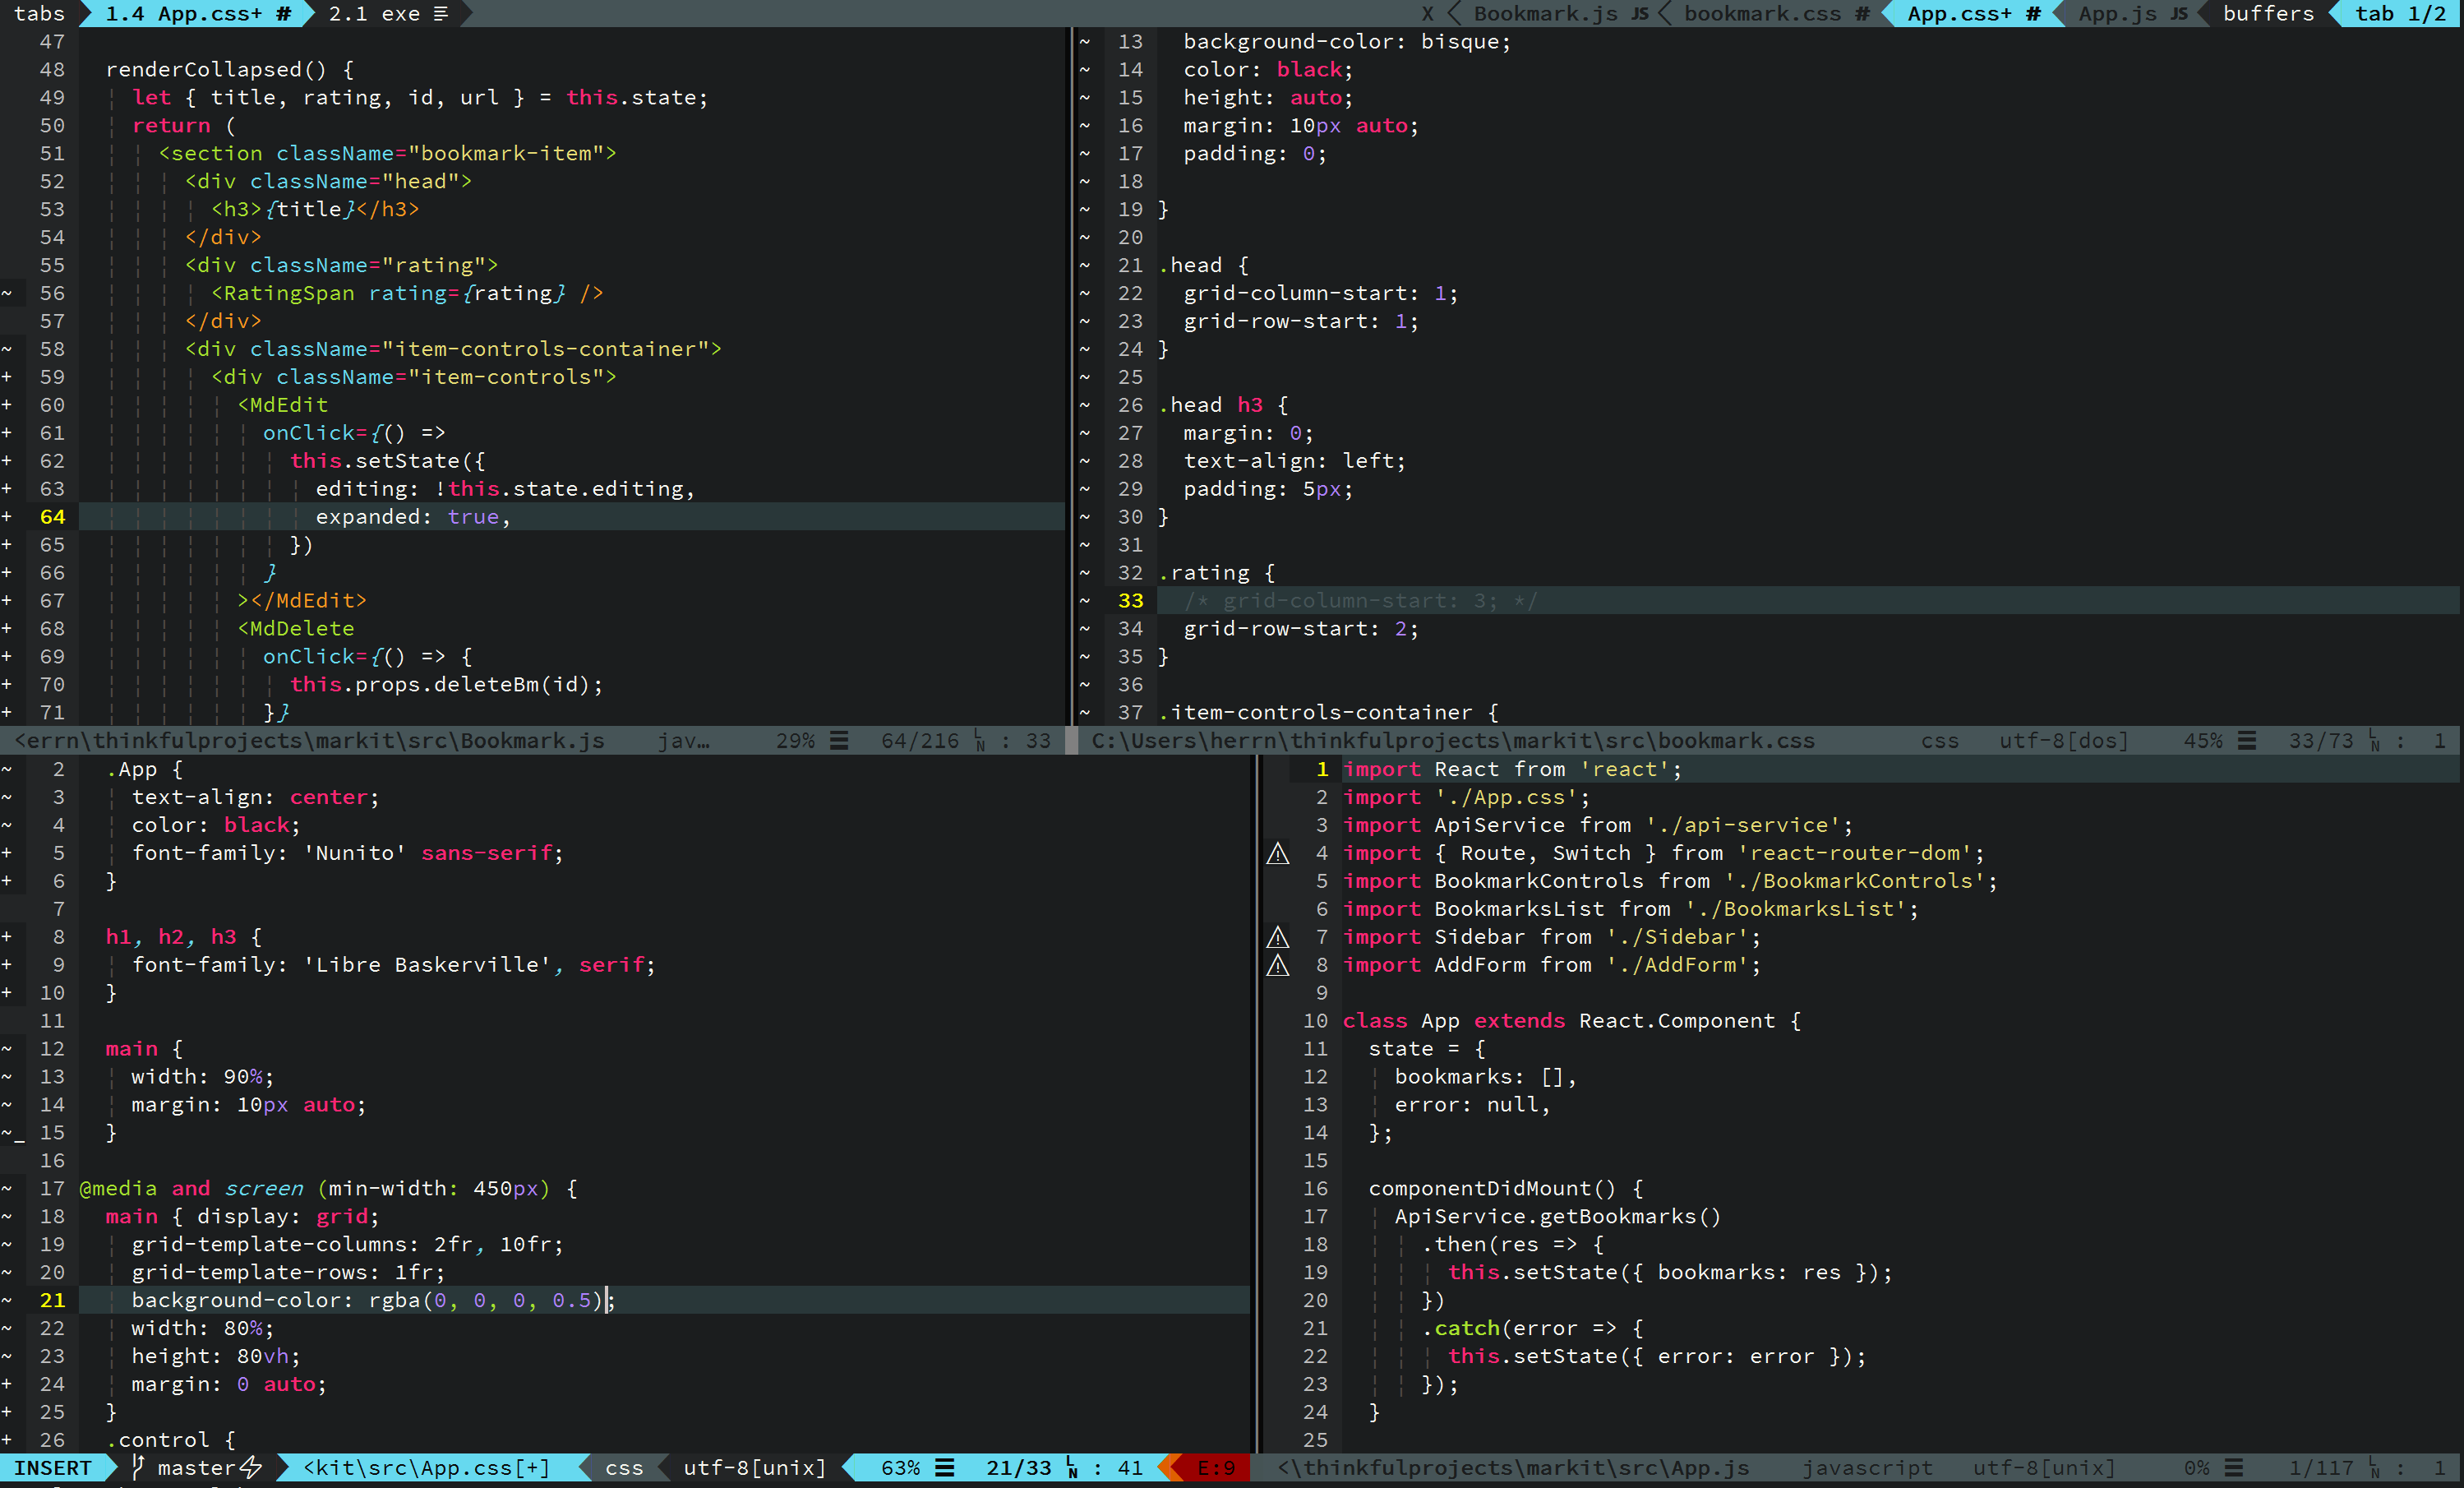 tabs 1.4 App.css+ # 2.1 exe ☰ X Bookmark.js JS bookmark.css # App.css+ # App.js JS buffers tab 1/2
47
48 renderCollapsed() {
49 let { title, rating, id, url } = this.state;
50 return (
51 <section className="bookmark-item">
52 <div className="head">
53 <h3>{title}</h3>
54 </div>
55 <div className="rating">
~ 56 <RatingSpan rating={rating} />
57 </div>
~ 58 <div className="item-controls-container">
+ 59 <div className="item-controls">
+ 60 <MdEdit
+ 61 onClick={() =>
+ 62 this.setState({
+ 63 editing: !this.state.editing,
+ 64 expanded: true,
+ 65 })
+ 66 }
+ 67 ></MdEdit>
+ 68 <MdDelete
+ 69 onClick={() => {
+ 70 this.props.deleteBm(id);
+ 71 }}
<errn\thinkfulprojects\markit\src\Bookmark.js jav… 29% ☰ 64/216 LN : 33
~ 13 background-color: bisque;
~ 14 color: black;
~ 15 height: auto;
~ 16 margin: 10px auto;
~ 17 padding: 0;
~ 18
~ 19 }
~ 20
~ 21 .head {
~ 22 grid-column-start: 1;
~ 23 grid-row-start: 1;
~ 24 }
~ 25
~ 26 .head h3 {
~ 27 margin: 0;
~ 28 text-align: left;
~ 29 padding: 5px;
~ 30 }
~ 31
~ 32 .rating {
~ 33 /* grid-column-start: 3; */
~ 34 grid-row-start: 2;
~ 35 }
~ 36
~ 37 .item-controls-container {
C:\Users\herrn\thinkfulprojects\markit\src\bookmark.css css utf-8[dos] 45% ☰ 33/73 LN : 1
~ 2 .App {
~ 3 text-align: center;
~ 4 color: black;
+ 5 font-family: 'Nunito' sans-serif;
+ 6 }
7
+ 8 h1, h2, h3 {
+ 9 font-family: 'Libre Baskerville', serif;
+ 10 }
11
~ 12 main {
~ 13 width: 90%;
~ 14 margin: 10px auto;
~_ 15 }
16
~ 17 @media and screen (min-width: 450px) {
~ 18 main { display: grid;
~ 19 grid-template-columns: 2fr, 10fr;
~ 20 grid-template-rows: 1fr;
~ 21 background-color: rgba(0, 0, 0, 0.5);
~ 22 width: 80%;
~ 23 height: 80vh;
+ 24 margin: 0 auto;
+ 25 }
+ 26 .control {
INSERT master <kit\src\App.css[+] css utf-8[unix] 63% ☰ 21/33 LN : 41 E:9
1 import React from 'react';
2 import './App.css';
3 import ApiService from './api-service';
⚠ 4 import { Route, Switch } from 'react-router-dom';
5 import BookmarkControls from './BookmarkControls';
6 import BookmarksList from './BookmarksList';
⚠ 7 import Sidebar from './Sidebar';
⚠ 8 import AddForm from './AddForm';
9
10 class App extends React.Component {
11 state = {
12 bookmarks: [],
13 error: null,
14 };
15
16 componentDidMount() {
17 ApiService.getBookmarks()
18 .then(res => {
19 this.setState({ bookmarks: res });
20 })
21 .catch(error => {
22 this.setState({ error: error });
23 });
24 }
25
<\thinkfulprojects\markit\src\App.js javascript utf-8[unix] 0% ☰ 1/117 LN : 1